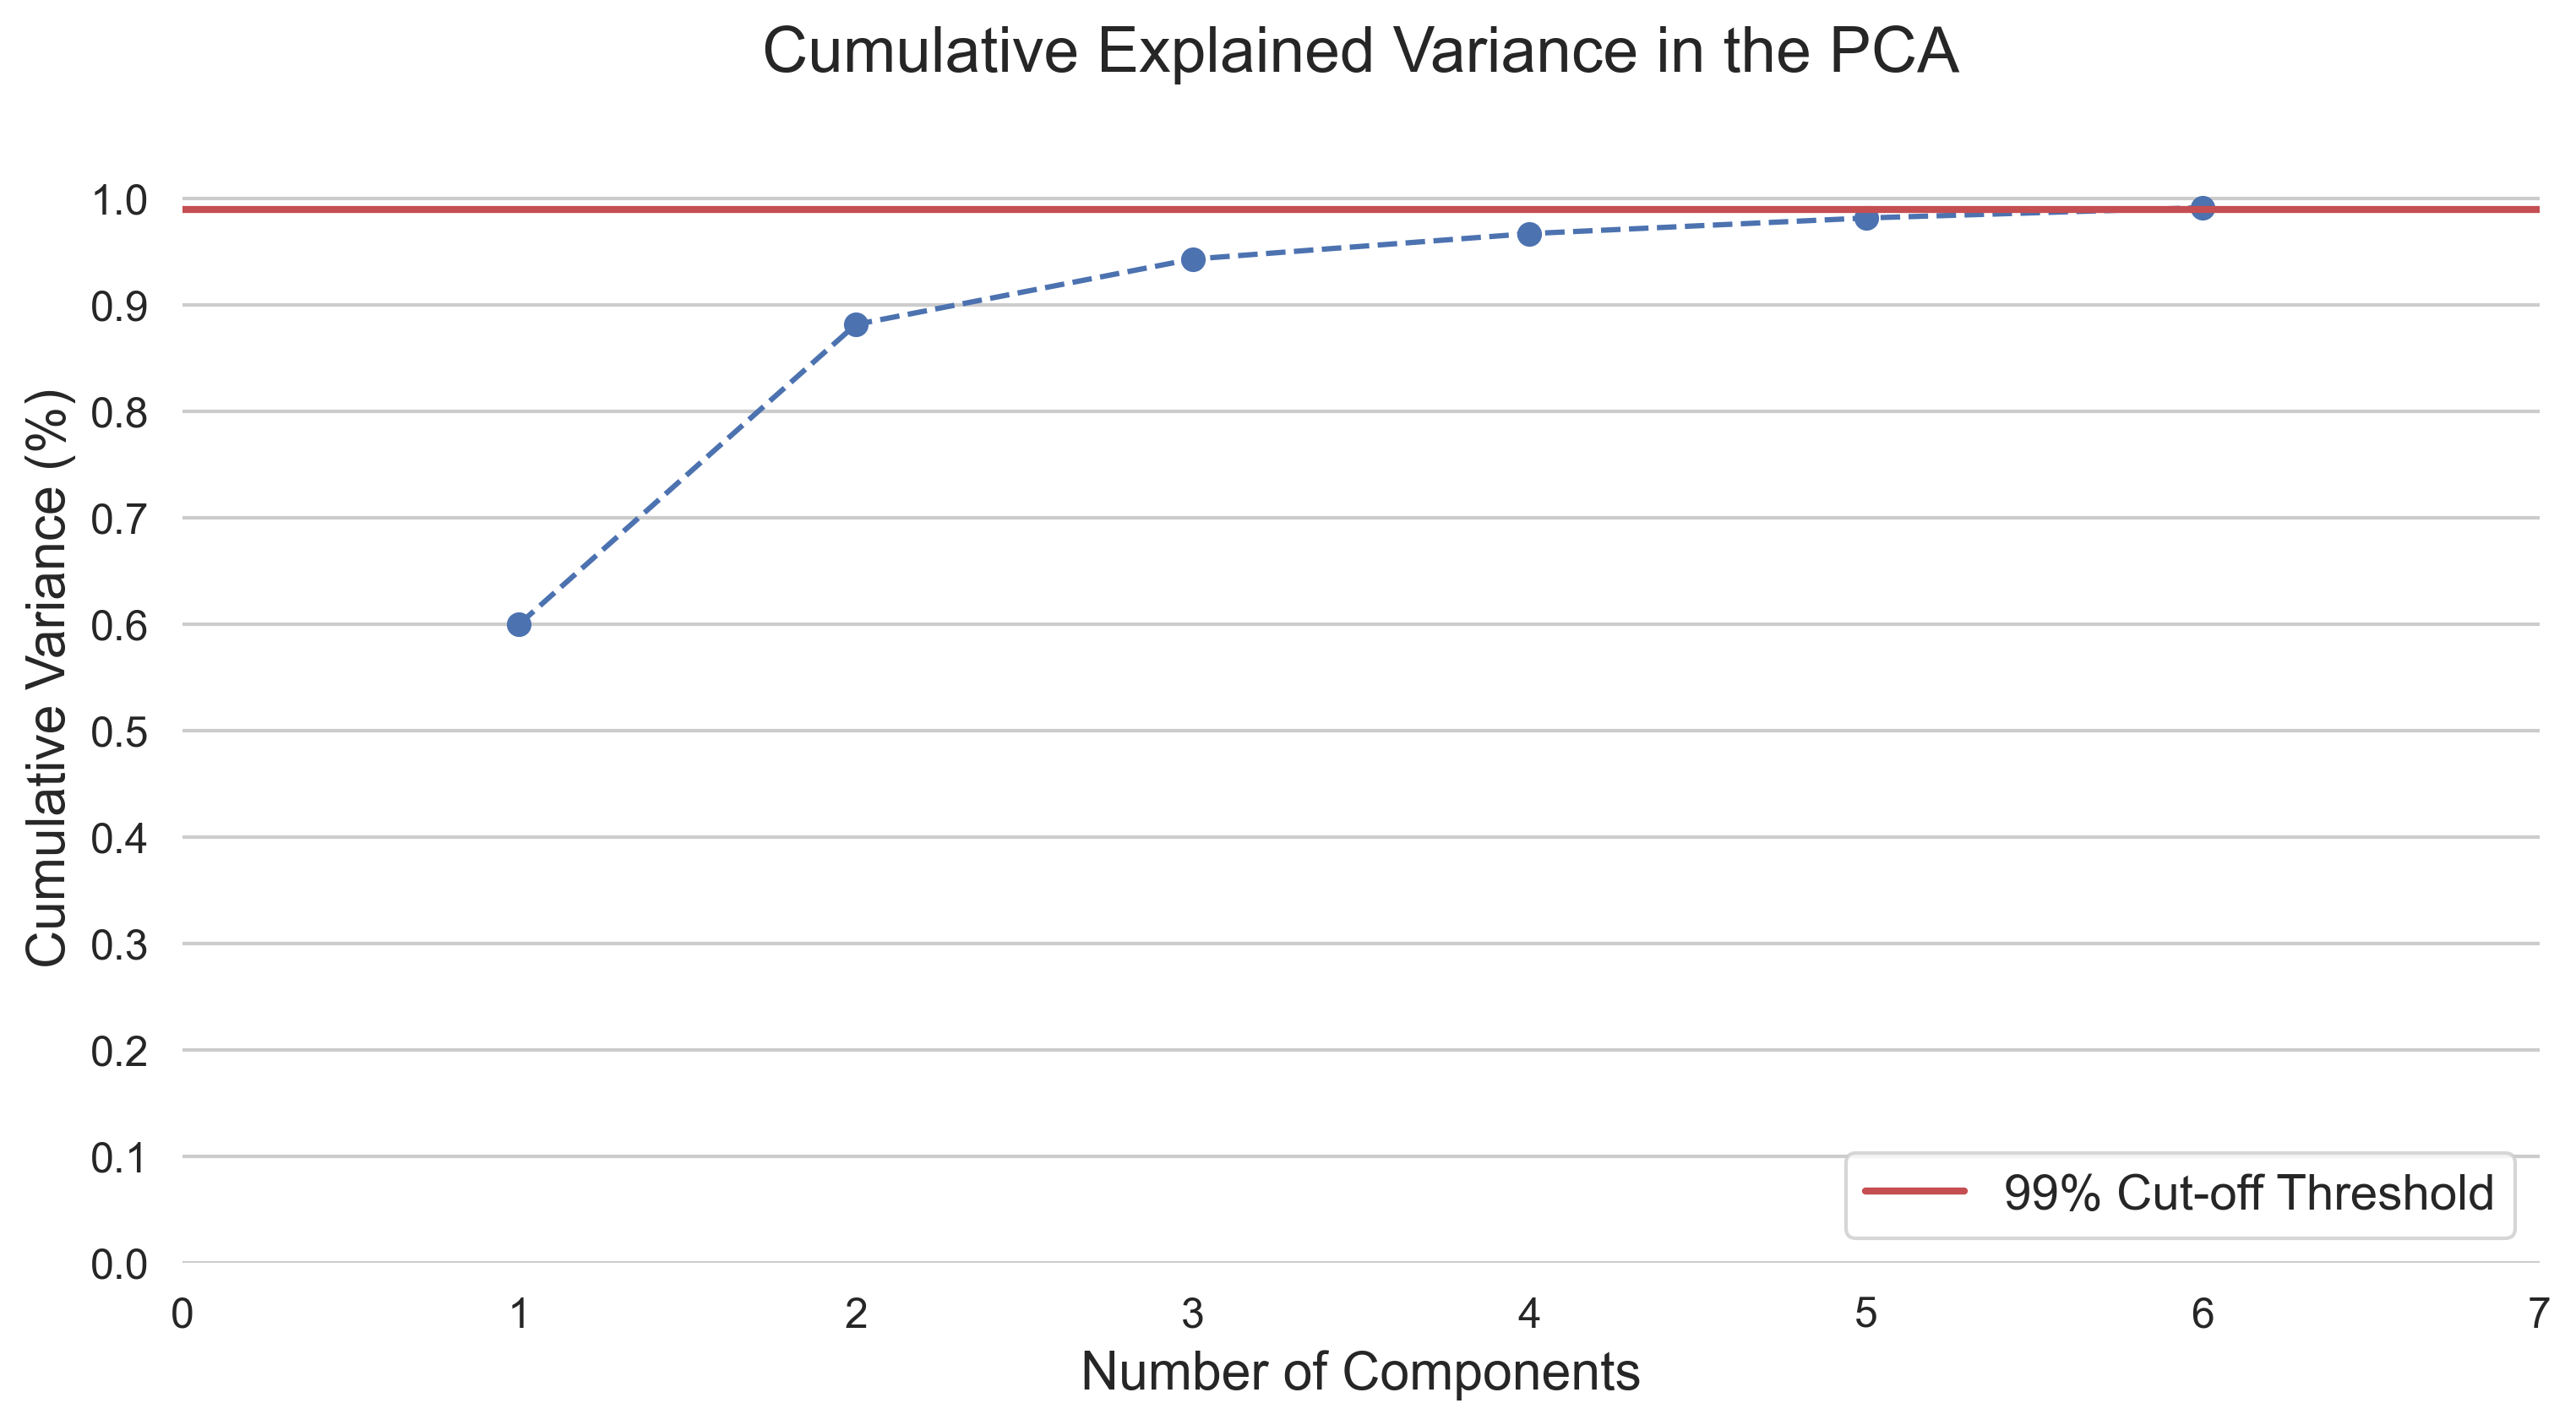 Cumulative Explained Variance in the PCA
Cumulative Variance (%)
1.0
0.9
0.8
0.7
0.6
0.5
0.4
0.3
0.2
0.1
0.0
99% Cut-off Threshold
0 1 2 3 4 5 6 7
Number of Components